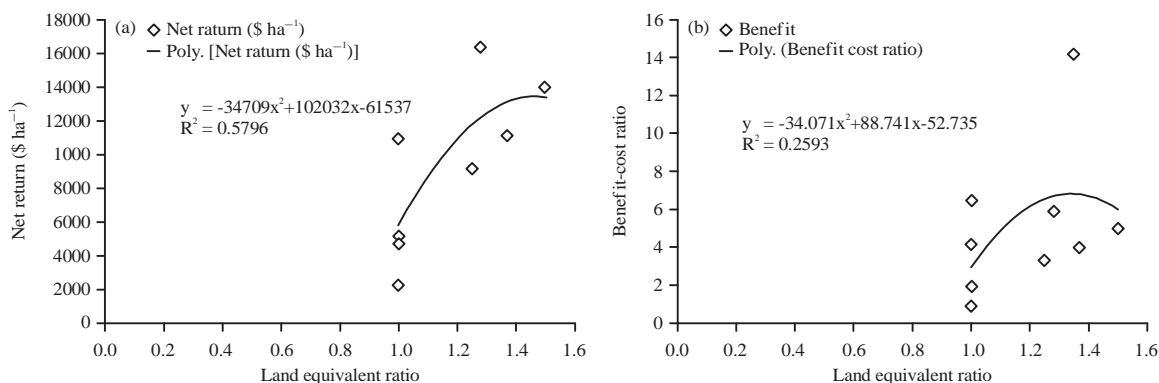 (a)
Net raturn ($ ha⁻¹)
Poly. [Net raturn ($ ha⁻¹)]
y = -34709x²+102032x-61537
R² = 0.5796
18000
16000
14000
12000
1000
8000
6000
4000
2000
0
Net return ($ ha⁻¹)
0.0 0.2 0.4 0.6 0.8 1.0 1.2 1.4 1.6
Land equivalent ratio
(b)
Benefit
Poly. (Benefit cost ratio)
y = -34.071x²+88.741x-52.735
R² = 0.2593
16
14
12
10
8
6
4
2
0
Benefit-cost ratio
0.0 0.2 0.4 0.6 0.8 1.0 1.2 1.4 1.6
Land equivalent ratio